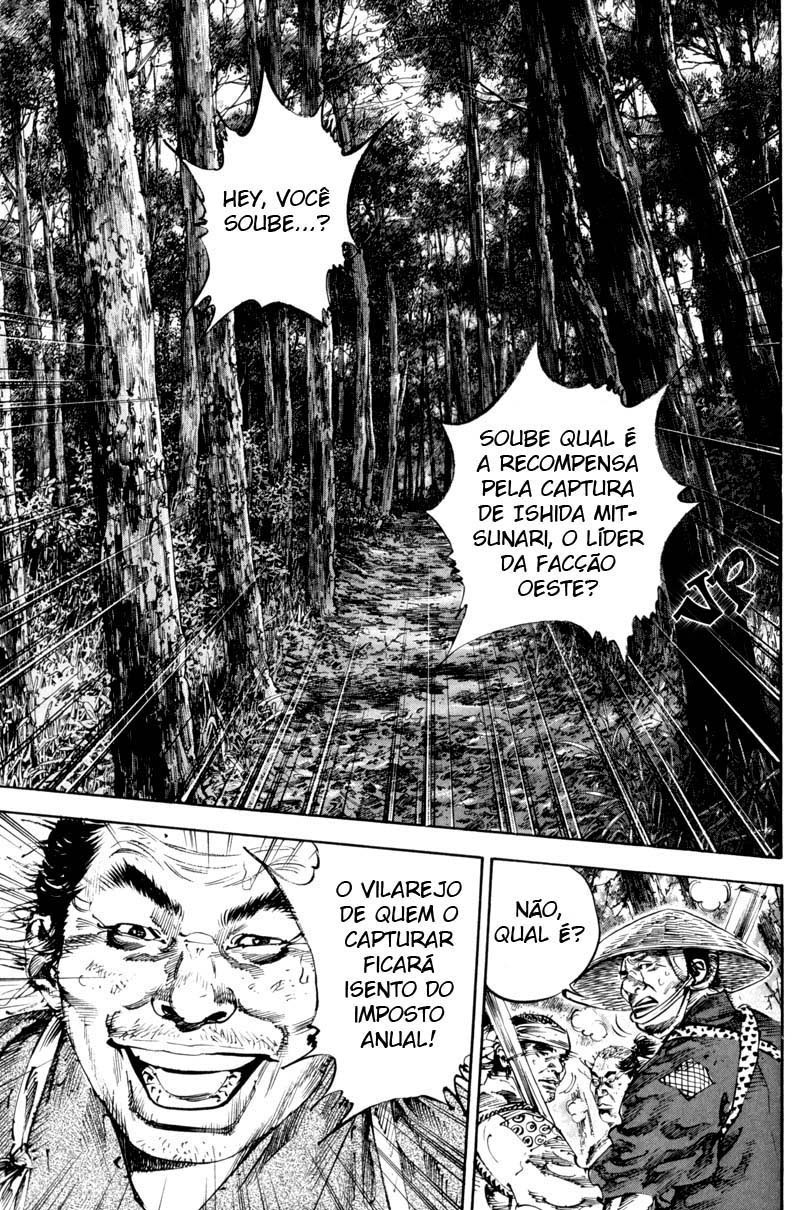 HEY, VOCÊ
SOUBE...?
SOUBE QUAL É
A RECOMPENSA
PELA CAPTURA
DE ISHIDA MIT-
SUNARI, O LÍDER
DA FACÇÃO
OESTE?
VP
NÃO,
QUAL É?
O VILAREJO
DE QUEM O
CAPTURAR
FICARÁ
ISENTO DO
IMPOSTO
ANUAL!